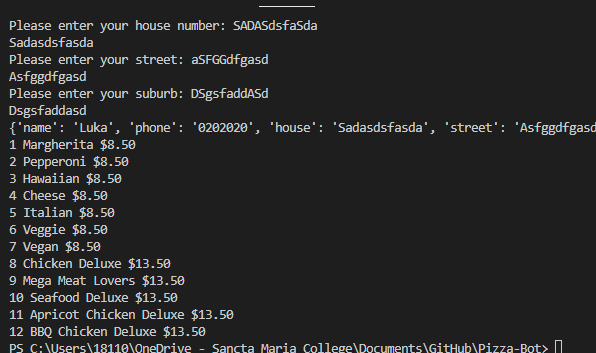 Please enter your house number: SADASdsfaSda
Sadasdsfasda
Please enter your street: aSFGGdfgasd
Asfggdfgasd
Please enter your suburb: DSgsfaddASd
Dsgsfaddasd
{'name': 'Luka', 'phone': '0202020', 'house': 'Sadasdsfasda', 'street': 'Asfggdfgasd
1 Margherita $8.50
2 Pepperoni $8.50
3 Hawaiian $8.50
4 Cheese $8.50
5 Italian $8.50
6 Veggie $8.50
7 Vegan $8.50
8 Chicken Deluxe $13.50
9 Mega Meat Lovers $13.50
10 Seafood Deluxe $13.50
11 Apricot Chicken Deluxe $13.50
12 BBQ Chicken Deluxe $13.50
PS C:\Users\18110\OneDrive - Sancta Maria College\Documents\GitHub\Pizza-Bot>